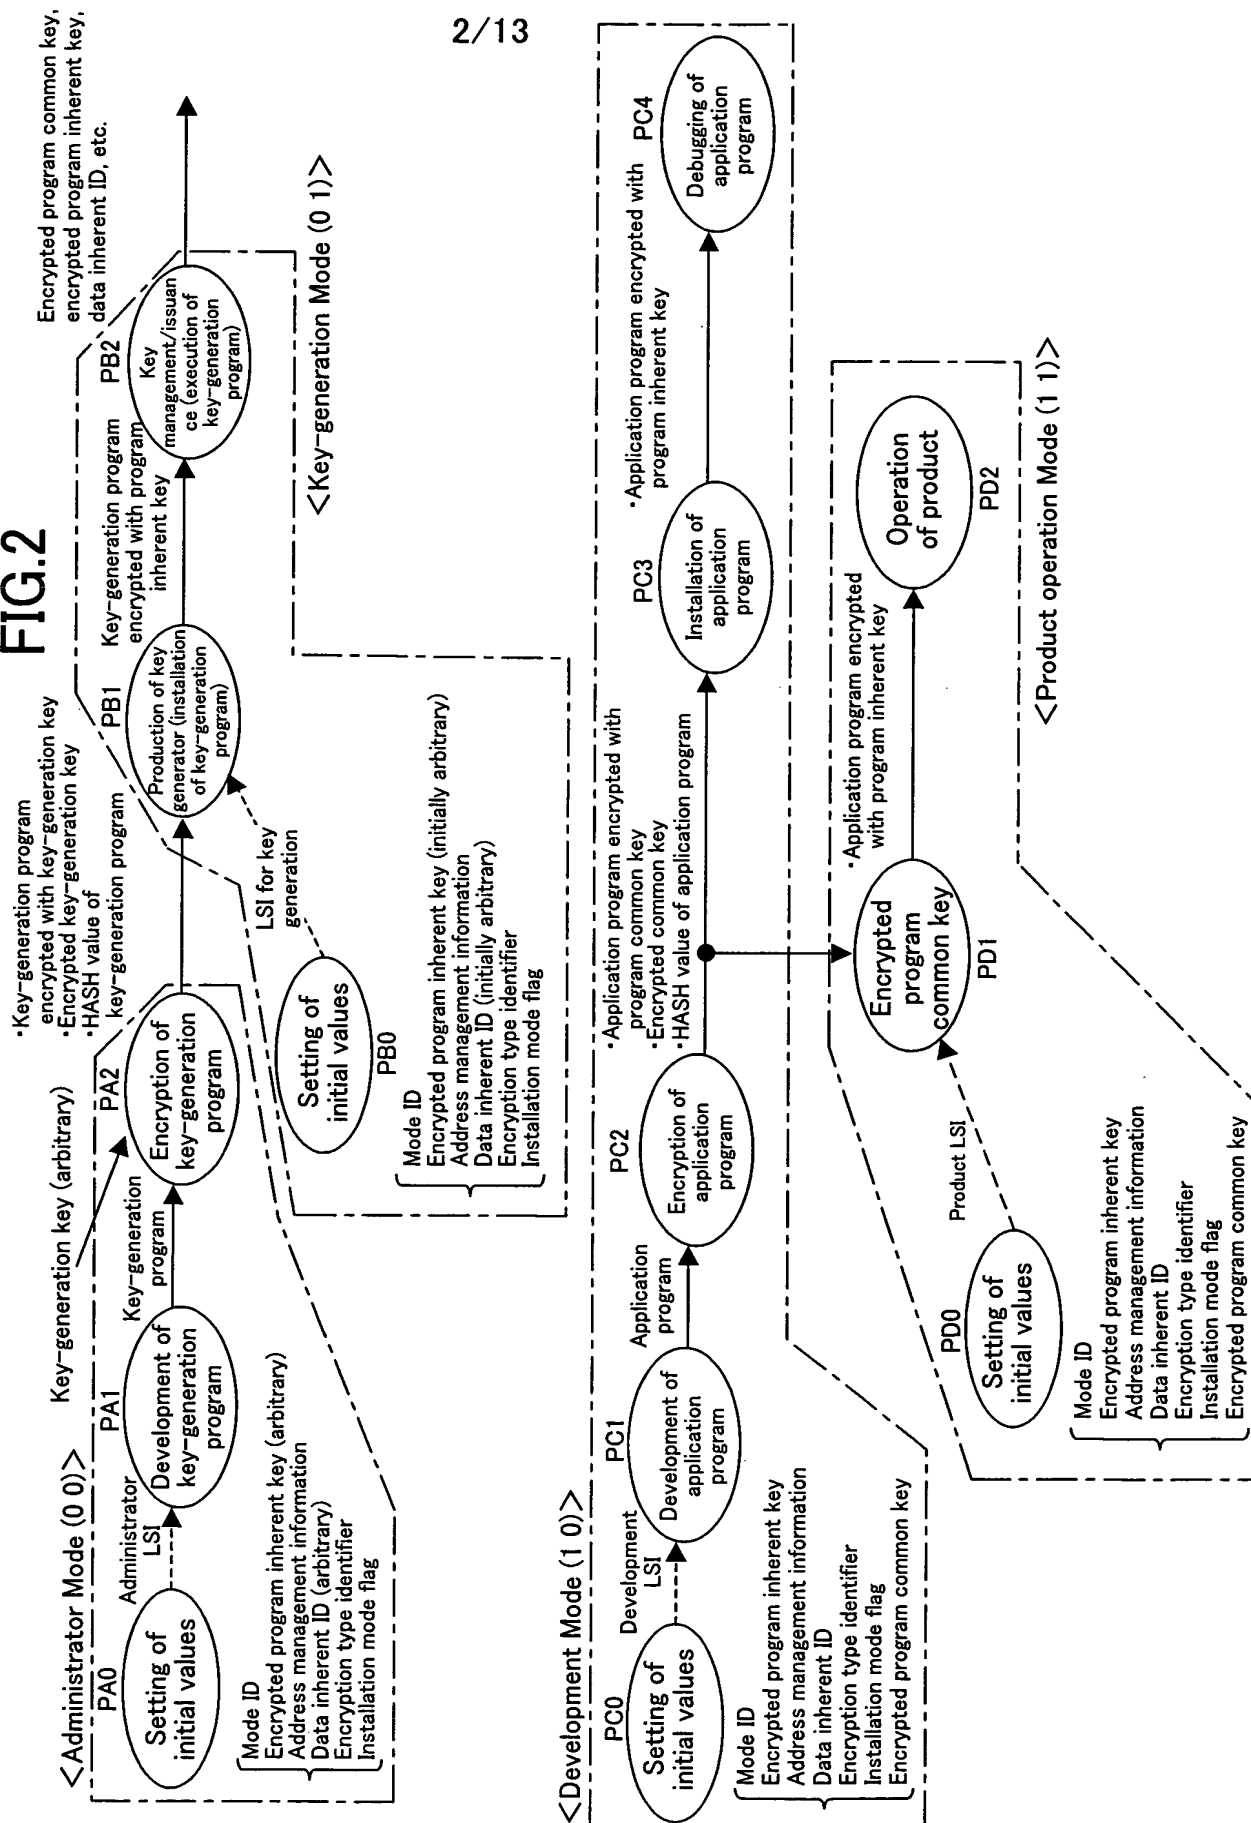 2/13
FIG.2
<Administrator Mode (0 0)>
PA0
Setting of
initial values
Administrator
LSI
Mode ID
Encrypted program inherent key (arbitrary)
Address management information
Data inherent ID (arbitrary)
Encryption type identifier
Installation mode flag
PA1
Development of
key-generation
program
Key-generation
program
Key-generation key (arbitrary)
PA2
Encryption of
key-generation
program
・Key-generation program
encrypted with key-generation key
・Encrypted key-generation key
・HASH value of
key-generation program
PB0
Setting of
initial values
LSI for key
generation
Mode ID
Encrypted program inherent key (initially arbitrary)
Address management information
Data inherent ID (initially arbitrary)
Encryption type identifier
Installation mode flag
PB1
Production of key
generator (installation
of key-generation
program)
Key-generation program
encrypted with program
inherent key
PB2
Key
management/issuan
ce (execution of
key-generation
program)
Encrypted program common key,
encrypted program inherent key,
data inherent ID, etc.
<Key-generation Mode (0 1)>
<Development Mode (1 0)>
PC0
Setting of
initial values
Development
LSI
Mode ID
Encrypted program inherent key
Address management information
Data inherent ID
Encryption type identifier
Installation mode flag
Encrypted program common key
PC1
Development of
application
program
Application
program
PC2
Encryption of
application
program
・Application program encrypted with
program common key
・Encrypted common key
・HASH value of application program
PC3
Installation of
application
program
・Application program encrypted with
program inherent key
PC4
Debugging of
application
program
PD0
Setting of
initial values
Product LSI
Mode ID
Encrypted program inherent key
Address management information
Data inherent ID
Encryption type identifier
Installation mode flag
Encrypted program common key
Encrypted
program
common key
PD1
・Application program encrypted
with program inherent key
Operation
of product
PD2
<Product operation Mode (1 1)>